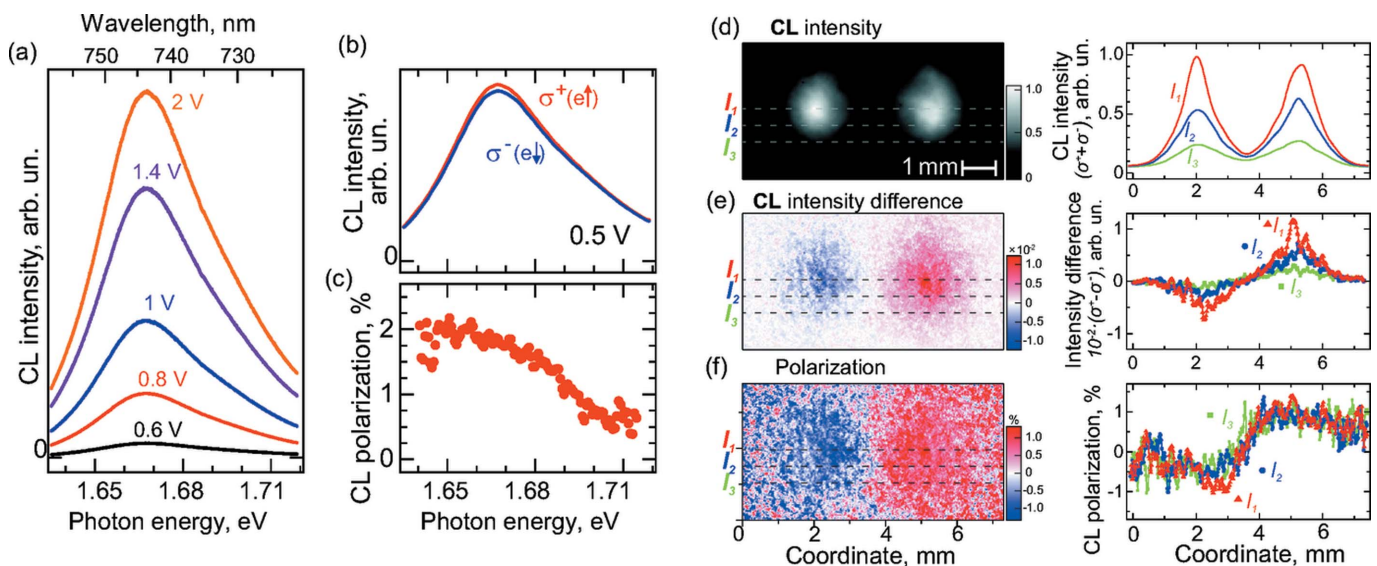 Wavelength, nm
750 740 730
(a)
CL intensity, arb. un.
2 V
1.4 V
1 V
0.8 V
0.6 V
0
1.65 1.68 1.71
Photon energy, eV
(b)
CL intensity,
arb. un.
σ⁺(e↑)
σ⁻(e↓)
0.5 V
0
(c)
CL polarization, %
2
1
0
1.65 1.68 1.71
Photon energy, eV
(d) CL intensity
l₁
l₂
l₃
1 mm
1.0
0.5
0
CL intensity
(σ⁺+σ⁻), arb. un.
1.0
0.5
0.0
l₁
l₂
l₃
0 2 4 6
(e) CL intensity difference
l₁
l₂
l₃
×10⁻²
1.0
0.5
0
-0.5
-1.0
Intensity difference
10⁻².(σ⁺-σ⁻), arb. un.
1
0
-1
l₁
l₂
l₃
0 2 4 6
(f) Polarization
l₁
l₂
l₃
%
1.0
0.5
0
-0.5
-1.0
0 2 4 6
Coordinate, mm
CL polarization, %
1
0
-1
l₃
l₂
l₁
0 2 4 6
Coordinate, mm